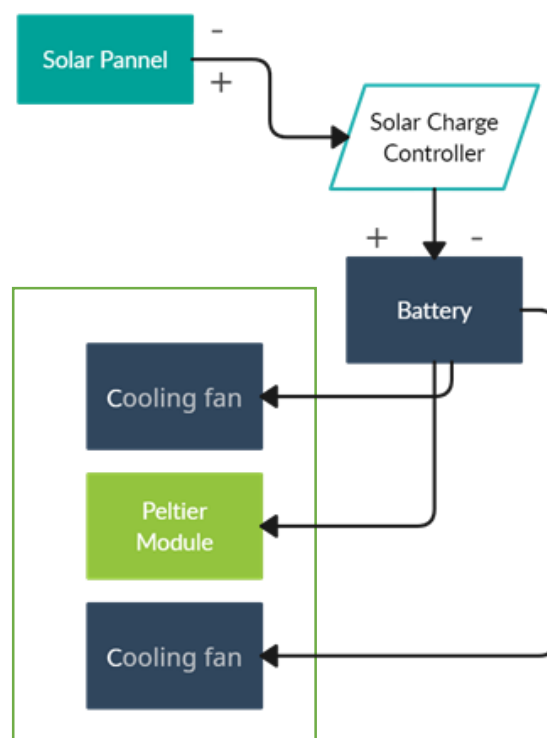 Solar Pannel
-
+
Solar Charge
Controller
+ -
Battery
Cooling fan
Peltier
Module
Cooling fan